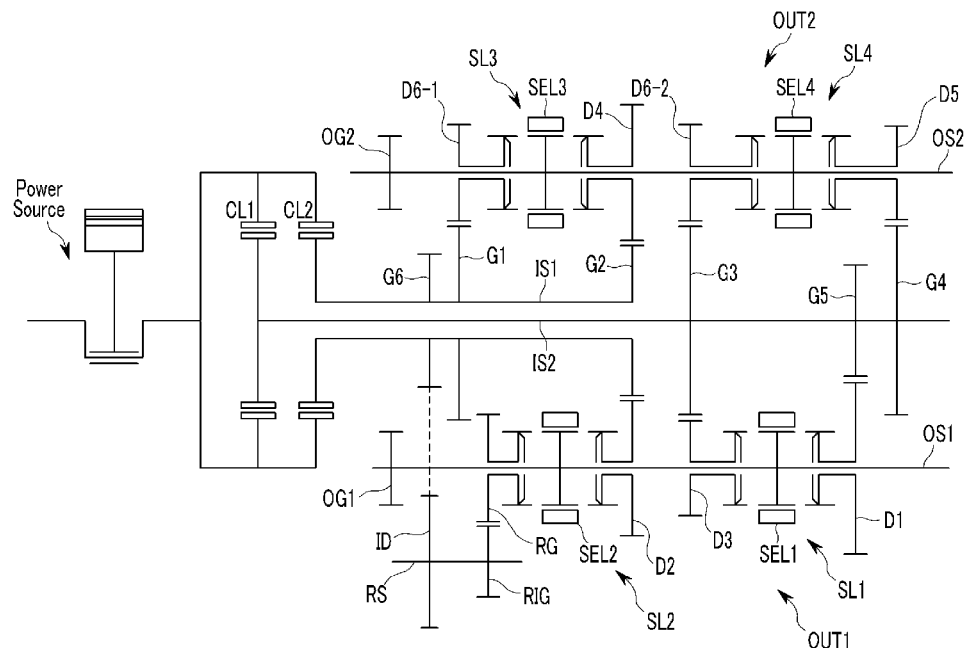 OUT2
SL3
SL4
SEL3
SEL4
D6-1
D4
D6-2
D5
OG2
OS2
Power
Source
CL1
CL2
G6
G1
IS1
G2
G3
G5
G4
IS2
OS1
OG1
ID
RG
SEL2
D2
D3
SEL1
D1
RS
RIG
SL2
SL1
OUT1